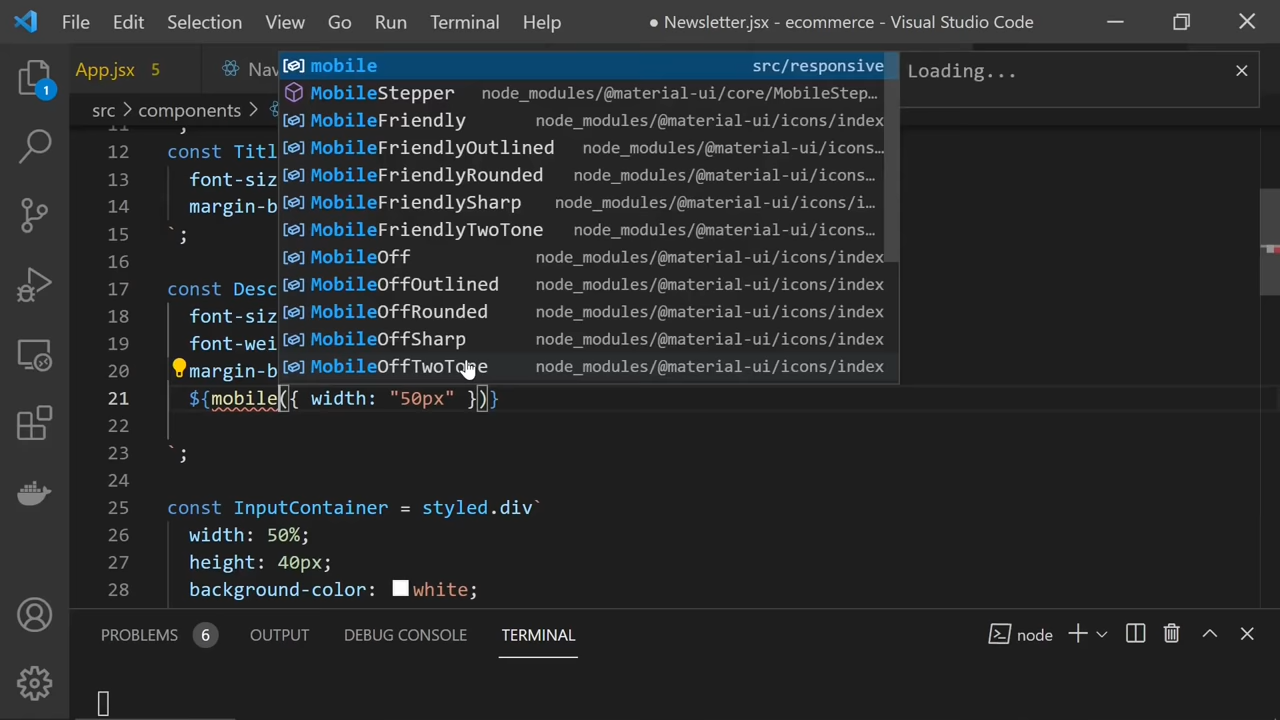 File Edit Selection View Go Run Terminal Help ● Newsletter.jsx - ecommerce - Visual Studio Code
App.jsx 5 Nav
src > components >
mobile src/responsive
Loading...
MobileStepper node_modules/@material-ui/core/MobileStep...
MobileFriendly node_modules/@material-ui/icons/index
MobileFriendlyOutlined node_modules/@material-ui/icons...
MobileFriendlyRounded node_modules/@material-ui/icons...
MobileFriendlySharp node_modules/@material-ui/icons/i...
MobileFriendlyTwoTone node_modules/@material-ui/icons...
MobileOff node_modules/@material-ui/icons/index
MobileOffOutlined node_modules/@material-ui/icons/index
MobileOffRounded node_modules/@material-ui/icons/index
MobileOffSharp node_modules/@material-ui/icons/index
MobileOffTwoTone node_modules/@material-ui/icons/index
1
11 ;
12 const Titl
13 font-siz
14 margin-b
15 `;
16
17 const Desc
18 font-siz
19 font-wei
20 margin-b
21 ${mobile({ width: "50px" })}
22
23 `;
24
25 const InputContainer = styled.div`
26 width: 50%;
27 height: 40px;
28 background-color: white;
PROBLEMS 6 OUTPUT DEBUG CONSOLE TERMINAL node